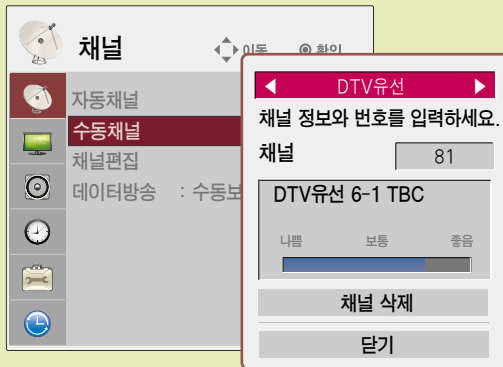 채널
이동 ◉ 확인
자동채널
수동채널
채널편집
데이터방송 : 수동보
◀ DTV유선 ▶
채널 정보와 번호를 입력하세요.
채널 81
DTV유선 6-1 TBC
나쁨 보통 좋음
채널 삭제
닫기